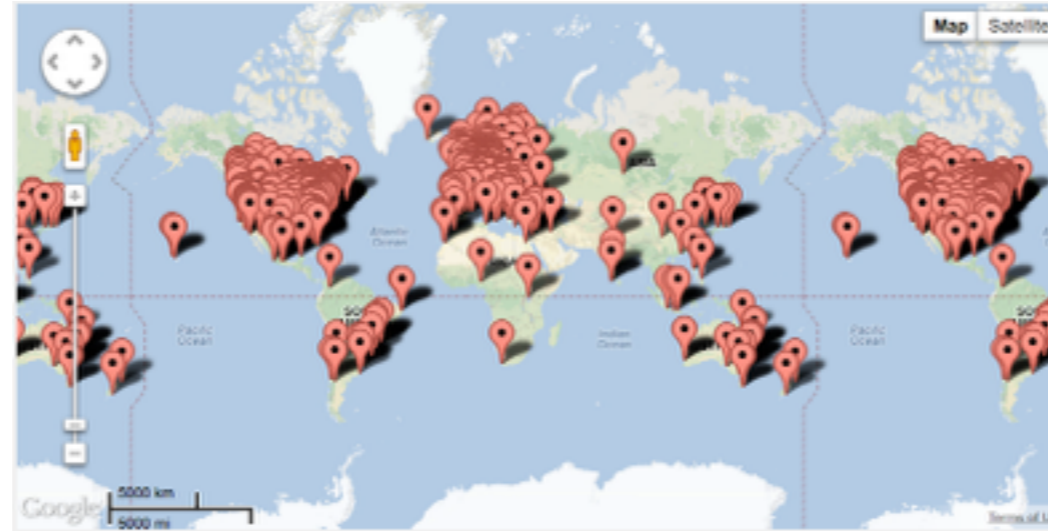 Map
Satellite
Atlantic
Ocean
Pacific
Ocean
Indian
Ocean
Pacific
Ocean
Google
5000 km
5000 mi